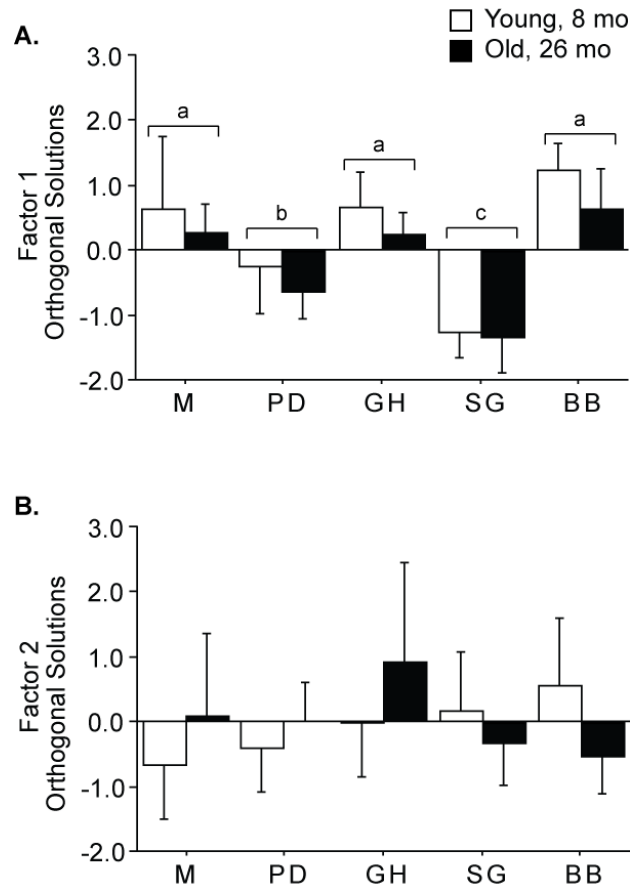 Young, 8 mo
Old, 26 mo
A.
Factor 1
Orthogonal Solutions
3.0
2.0
1.0
0.0
-1.0
-2.0
a
b
a
c
a
M PD GH SG BB
B.
Factor 2
Orthogonal Solutions
3.0
2.0
1.0
0.0
-1.0
-2.0
M PD GH SG BB